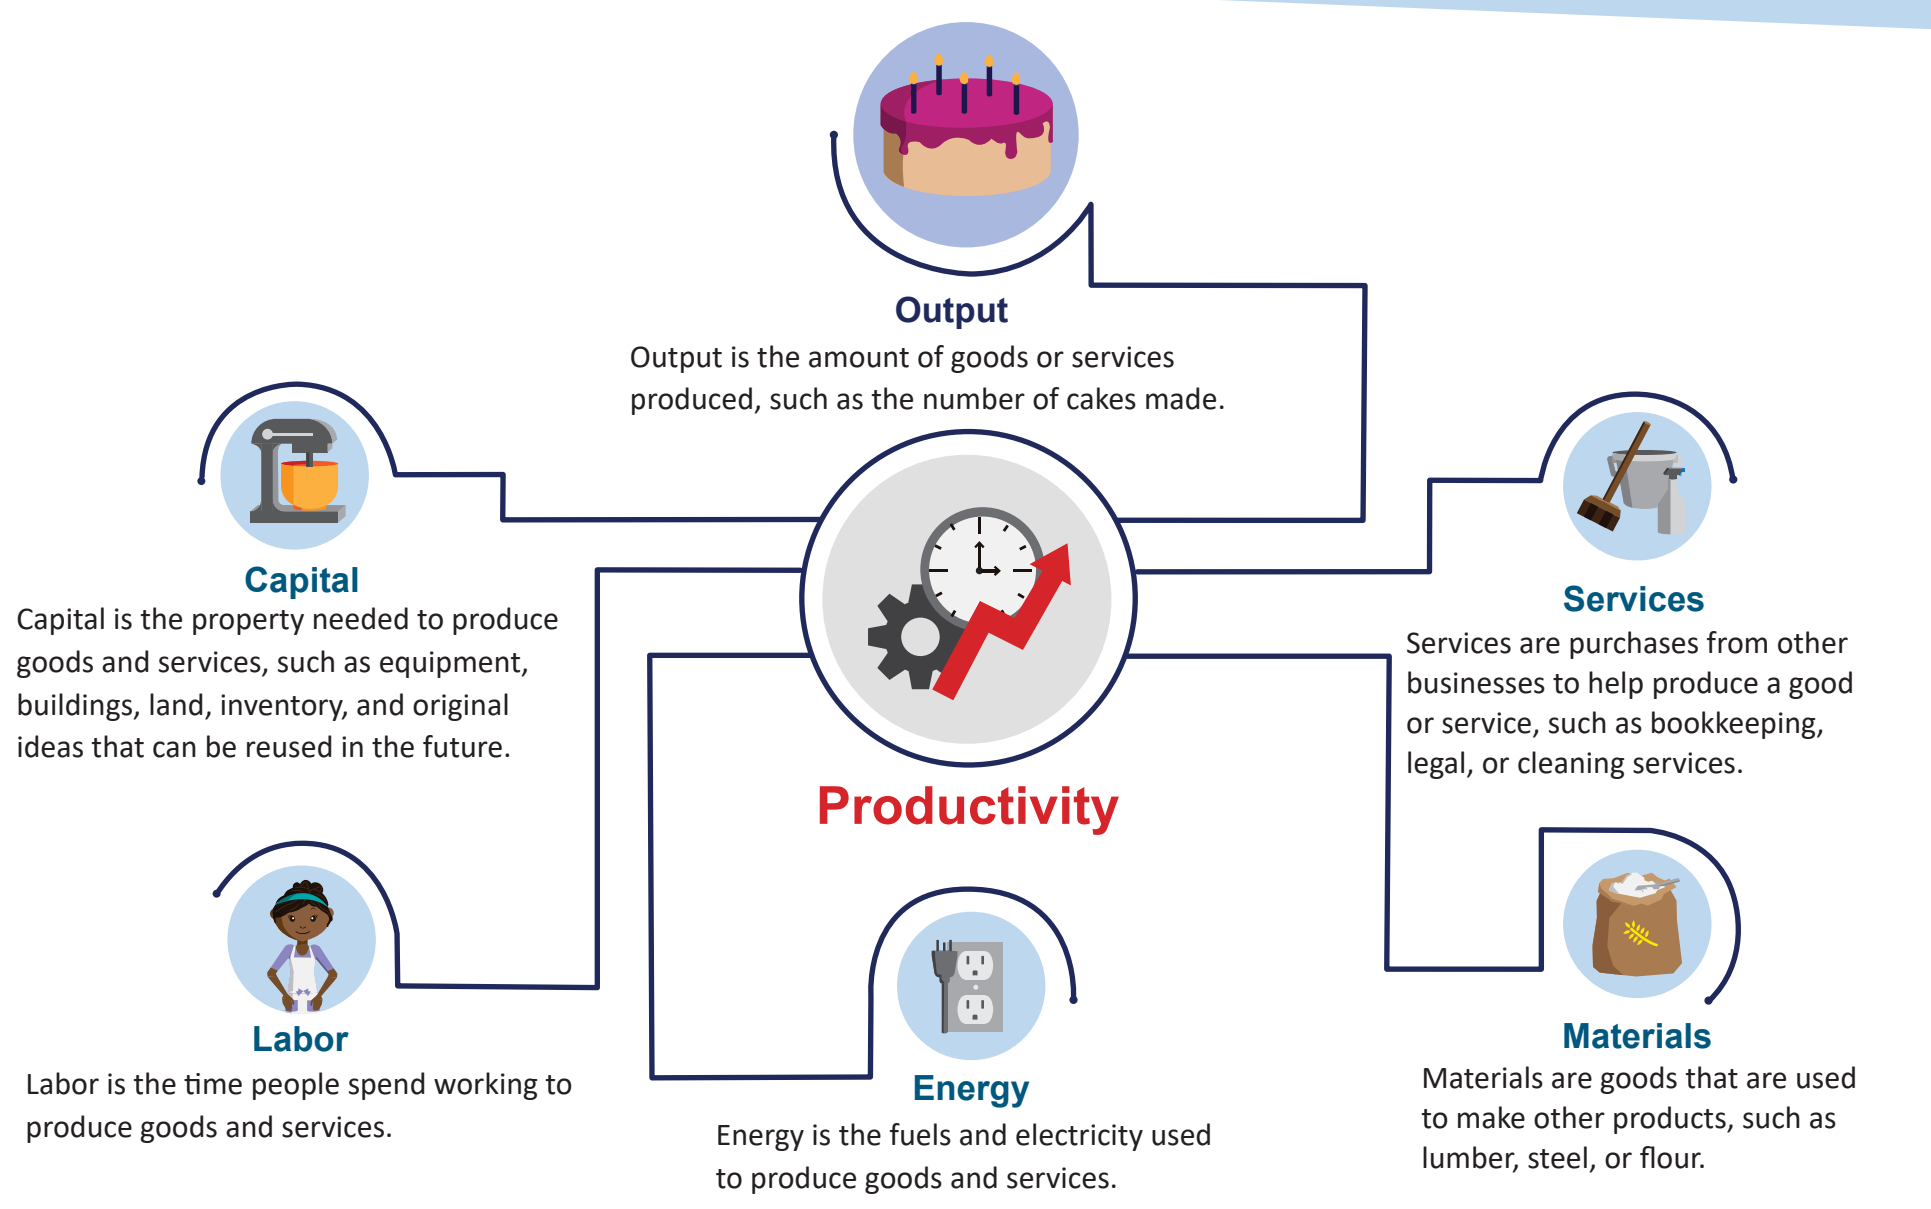 Output
Output is the amount of goods or services
produced, such as the number of cakes made.
Capital
Capital is the property needed to produce
goods and services, such as equipment,
buildings, land, inventory, and original
ideas that can be reused in the future.
Services
Services are purchases from other
businesses to help produce a good
or service, such as bookkeeping,
legal, or cleaning services.
Productivity
Labor
Labor is the time people spend working to
produce goods and services.
Energy
Energy is the fuels and electricity used
to produce goods and services.
Materials
Materials are goods that are used
to make other products, such as
lumber, steel, or flour.